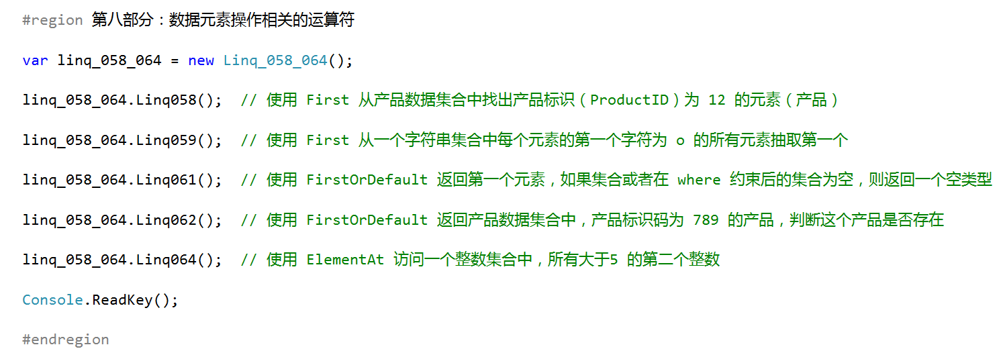 #region 第八部分：数据元素操作相关的运算符
var linq_058_064 = new Linq_058_064();
linq_058_064.Linq058();  // 使用 First 从产品数据集合中找出产品标识（ProductID）为 12 的元素（产品）
linq_058_064.Linq059();  // 使用 First 从一个字符串集合中每个元素的第一个字符为 o 的所有元素抽取第一个
linq_058_064.Linq061();  // 使用 FirstOrDefault 返回第一个元素，如果集合或者在 where 约束后的集合为空，则返回一个空类型
linq_058_064.Linq062();  // 使用 FirstOrDefault 返回产品数据集合中，产品标识码为 789 的产品，判断这个产品是否存在
linq_058_064.Linq064();  // 使用 ElementAt 访问一个整数集合中，所有大于5 的第二个整数
Console.ReadKey();
#endregion